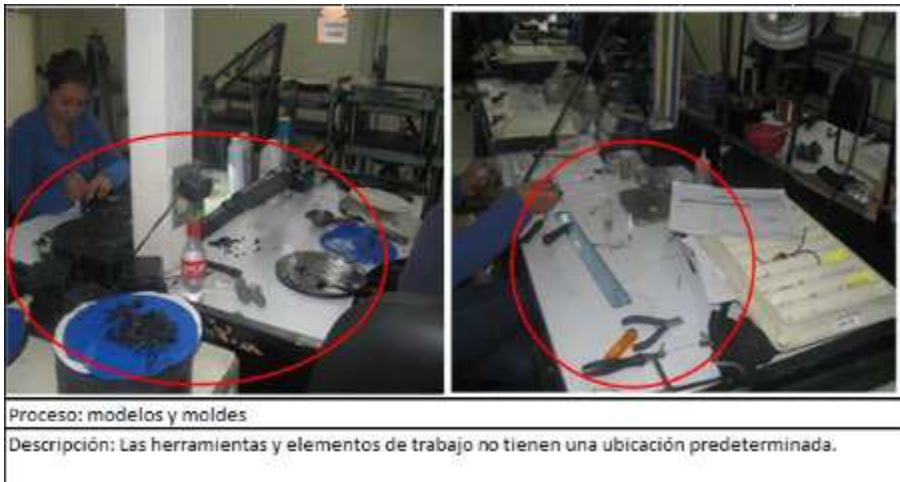 Proceso: modelos y moldes
Descripción: Las herramientas y elementos de trabajo no tienen una ubicación predeterminada.